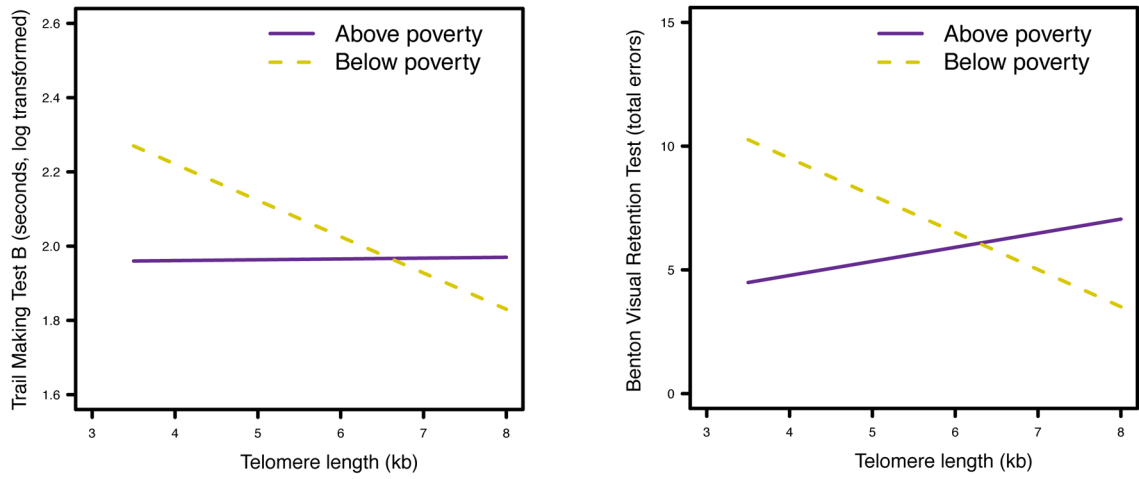 Trail Making Test B (seconds, log transformed)
2.6
2.4
2.2
2.0
1.8
1.6
Above poverty
Below poverty
3 4 5 6 7 8
Telomere length (kb)
Benton Visual Retention Test (total errors)
15
10
5
0
Above poverty
Below poverty
3 4 5 6 7 8
Telomere length (kb)